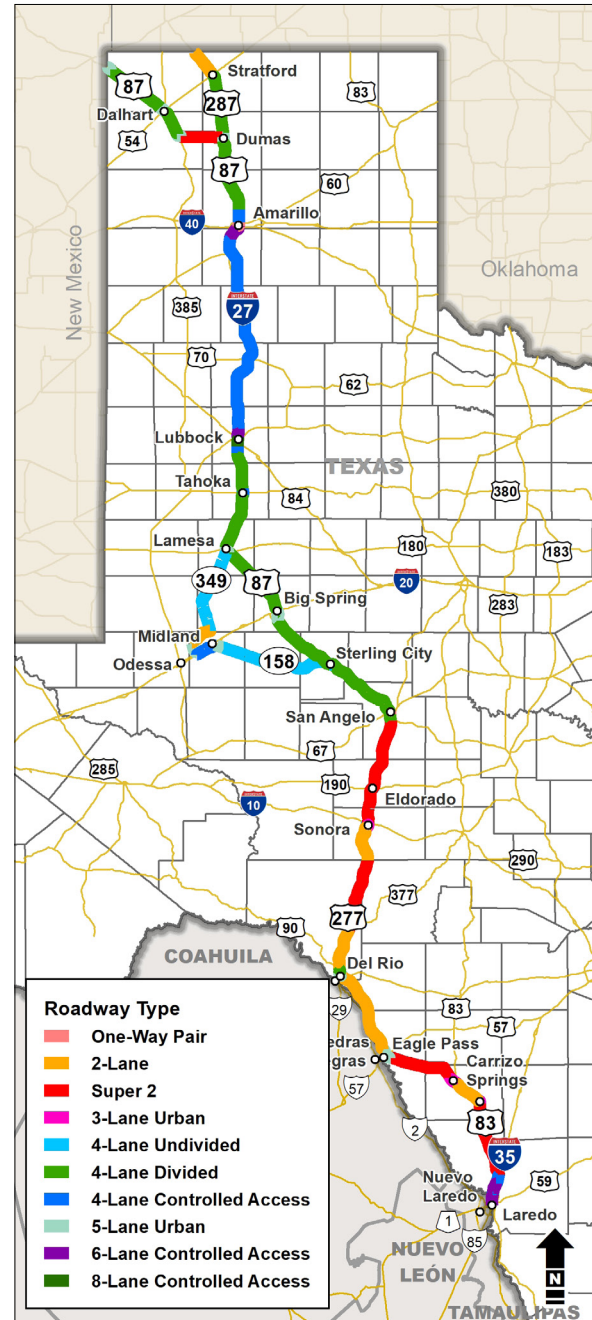 Stratford
87
83
Dalhart
287
54
Dumas
87
60
Amarillo
40
New Mexico
Oklahoma
INTERSTATE
27
385
70
62
Lubbock
TEXAS
Tahoka
84
380
Lamesa
180
183
349
87
20
Big Spring
283
Midland
Odessa
158
Sterling City
San Angelo
67
285
190
Eldorado
10
Sonora
290
377
277
90
COAHUILA
Del Rio
29
83
57
edras
egras
Eagle Pass
Carrizo
Springs
57
2
83
INTERSTATE
35
Nuevo
Laredo
59
1
Laredo
85
NUEVO
LEÓN
N
TAMAULIPAS
Roadway Type
One-Way Pair
2-Lane
Super 2
3-Lane Urban
4-Lane Undivided
4-Lane Divided
4-Lane Controlled Access
5-Lane Urban
6-Lane Controlled Access
8-Lane Controlled Access